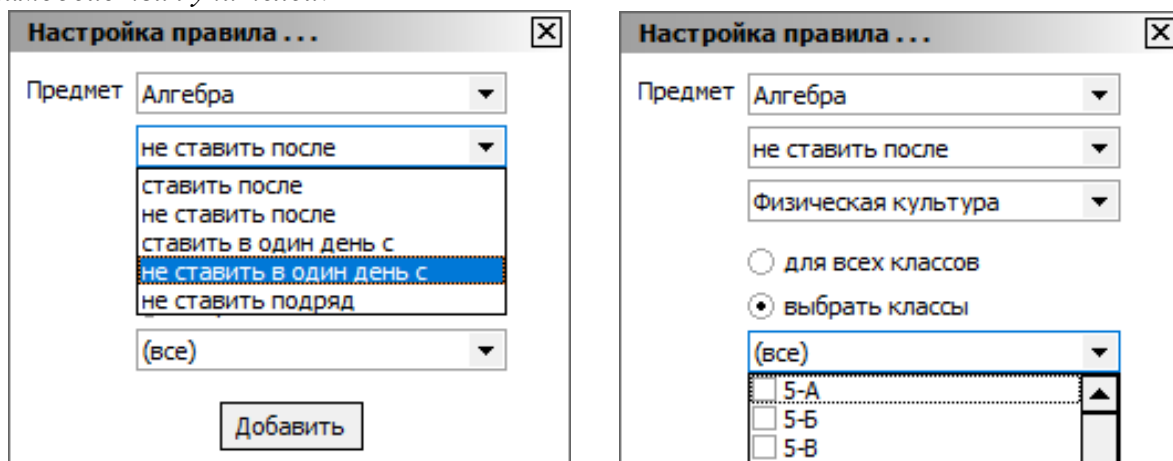 Настройка правила ...
Предмет Алгебра
не ставить после
ставить после
не ставить после
ставить в один день с
не ставить в один день с
не ставить подряд
(все)
Добавить
Настройка правила ...
Предмет Алгебра
не ставить после
Физическая культура
для всех классов
выбрать классы
(все)
5-А
5-Б
5-В